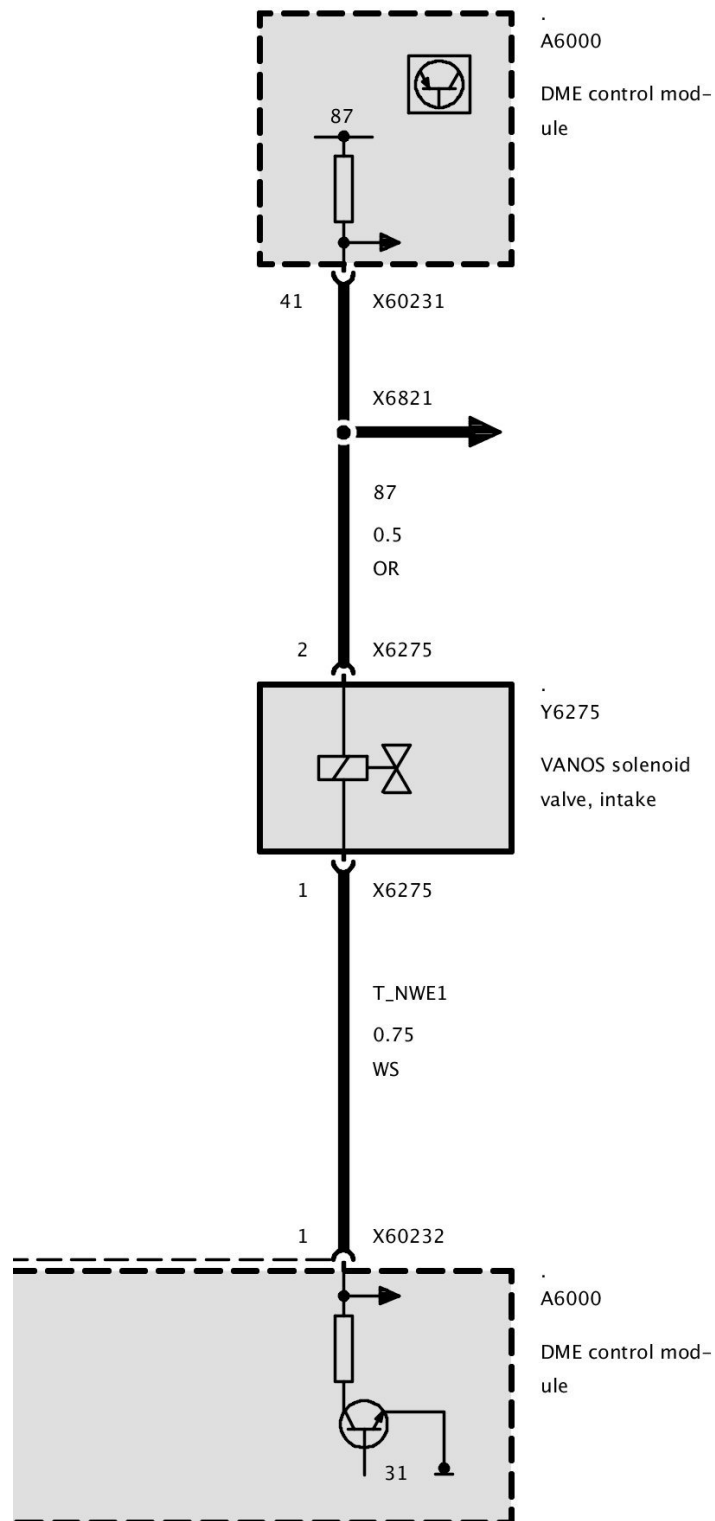 .
A6000
DME control mod-
ule
87
41
X60231
X6821
87
0.5
OR
2
X6275
.
Y6275
VANOS solenoid
valve, intake
1
X6275
T_NWE1
0.75
WS
1
X60232
.
A6000
DME control mod-
ule
31